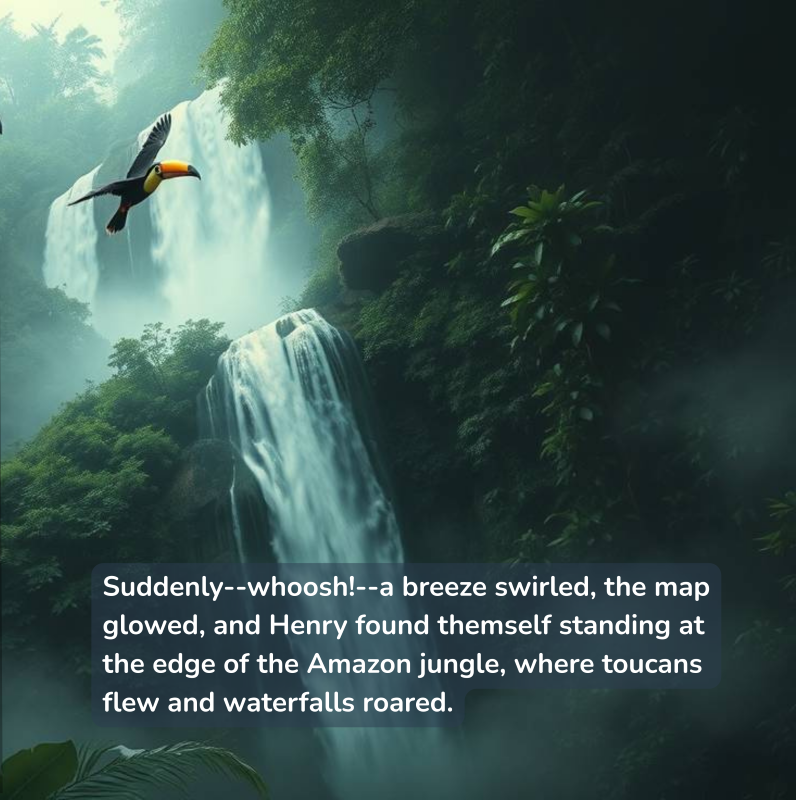 Suddenly--whoosh!--a breeze swirled, the map
glowed, and Henry found themself standing at
the edge of the Amazon jungle, where toucans
flew and waterfalls roared.